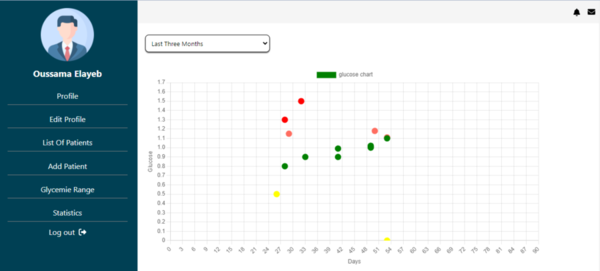 Oussama Elayeb
Profile
Edit Profile
List Of Patients
Add Patient
Glycemie Range
Statistics
Log out
Last Three Months
glucose chart
Glucose
1.7
1.6
1.5
1.4
1.3
1.2
1.1
1.0
0.9
0.8
0.7
0.6
0.5
0.4
0.3
0.2
0.1
0
0 3 6 9 12 15 18 21 24 27 30 33 36 39 42 45 48 51 54 57 60 63 66 69 72 75 78 81 84 87 90
Days